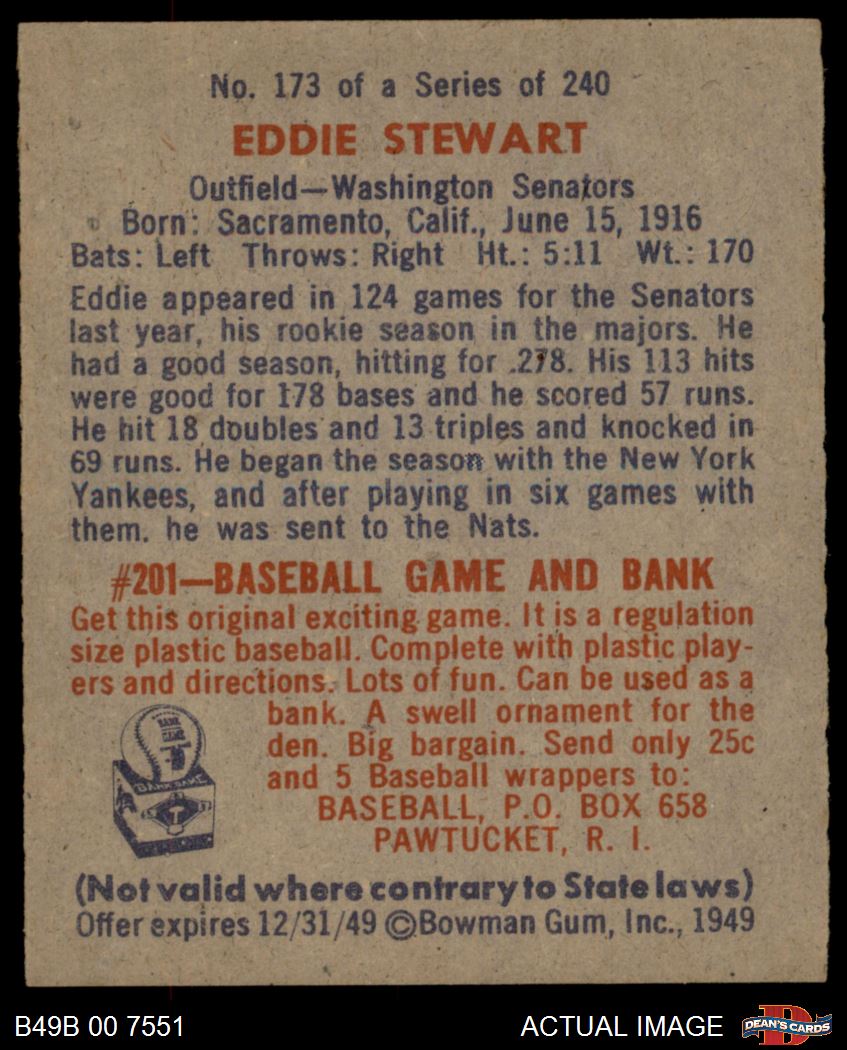 No. 173 of a Series of 240
EDDIE STEWART
Outfield—Washington Senators
Born: Sacramento, Calif., June 15, 1916
Bats: Left Throws: Right Ht.: 5:11 Wt.: 170
Eddie appeared in 124 games for the Senators
last year, his rookie season in the majors. He
had a good season, hitting for .278. His 113 hits
were good for 178 bases and he scored 57 runs.
He hit 18 doubles and 13 triples and knocked in
69 runs. He began the season with the New York
Yankees, and after playing in six games with
them. he was sent to the Nats.
#201—BASEBALL GAME AND BANK
Get this original exciting game. It is a regulation
size plastic baseball. Complete with plastic play-
ers and directions. Lots of fun. Can be used as a
bank. A swell ornament for the
den. Big bargain. Send only 25c
and 5 Baseball wrappers to:
BASEBALL, P.O. BOX 658
PAWTUCKET, R. I.
BANK
GAME
BANK GAME
(Not valid where contrary to State laws)
Offer expires 12/31/49 ©Bowman Gum, Inc., 1949
B49B 00 7551
ACTUAL IMAGE
DEAN'S CARDS